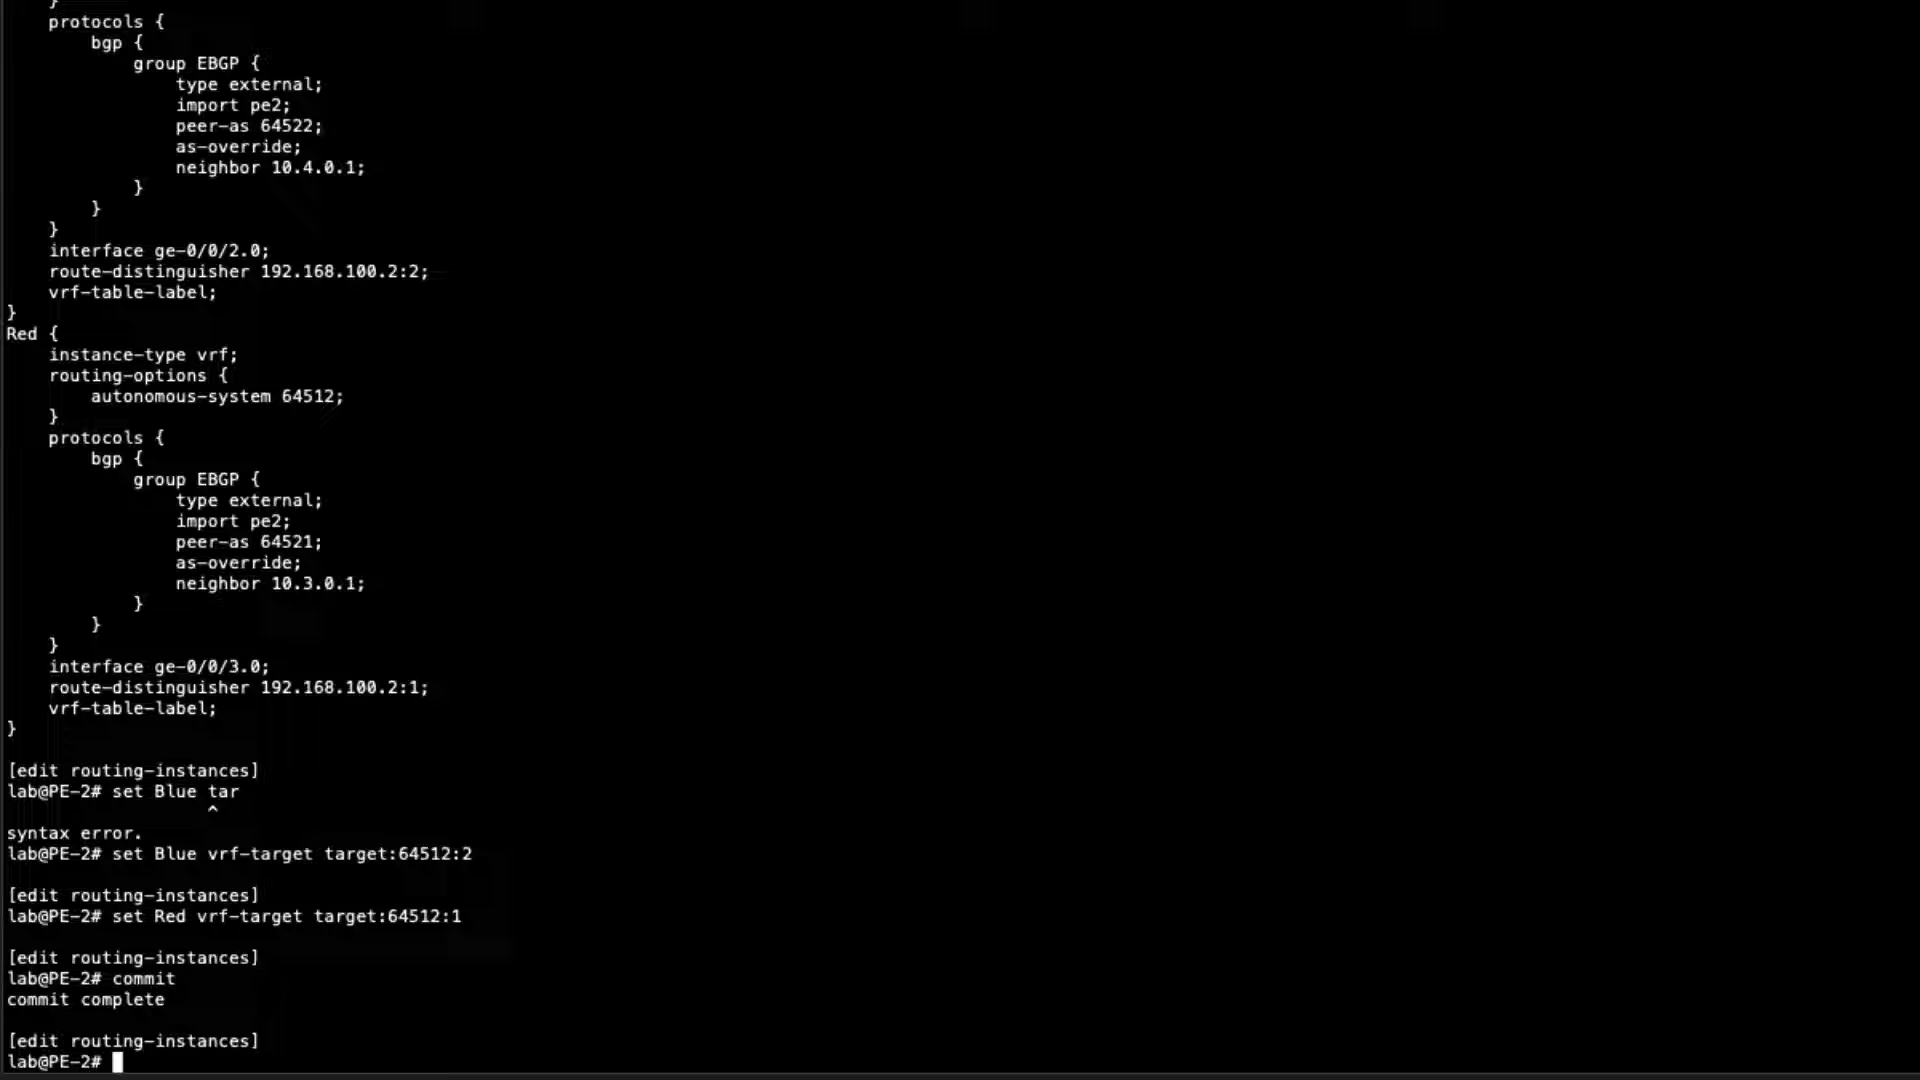 }
    protocols {
        bgp {
            group EBGP {
                type external;
                import pe2;
                peer-as 64522;
                as-override;
                neighbor 10.4.0.1;
            }
        }
    }
    interface ge-0/0/2.0;
    route-distinguisher 192.168.100.2:2;
    vrf-table-label;
}
Red {
    instance-type vrf;
    routing-options {
        autonomous-system 64512;
    }
    protocols {
        bgp {
            group EBGP {
                type external;
                import pe2;
                peer-as 64521;
                as-override;
                neighbor 10.3.0.1;
            }
        }
    }
    interface ge-0/0/3.0;
    route-distinguisher 192.168.100.2:1;
    vrf-table-label;
}

[edit routing-instances]
lab@PE-2# set Blue tar
                   ^
syntax error.
lab@PE-2# set Blue vrf-target target:64512:2

[edit routing-instances]
lab@PE-2# set Red vrf-target target:64512:1

[edit routing-instances]
lab@PE-2# commit
commit complete

[edit routing-instances]
lab@PE-2#